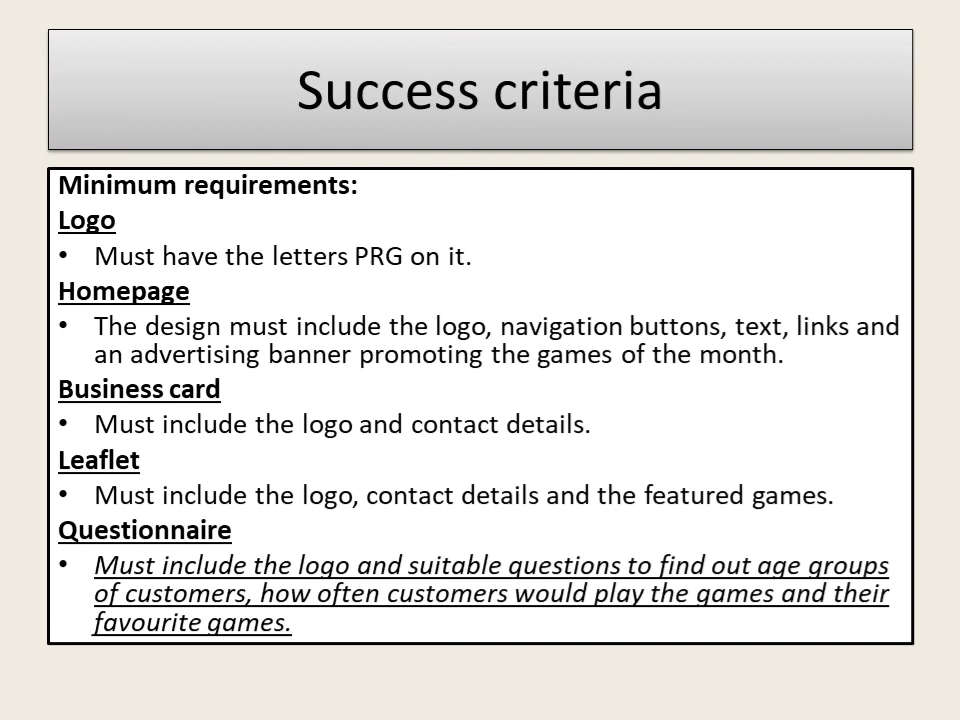 Success criteria
Minimum requirements:
Logo
• Must have the letters PRG on it.
Homepage
• The design must include the logo, navigation buttons, text, links and
an advertising banner promoting the games of the month.
Business card
• Must include the logo and contact details.
Leaflet
• Must include the logo, contact details and the featured games.
Questionnaire
• Must include the logo and suitable questions to find out age groups
of customers, how often customers would play the games and their
favourite games.